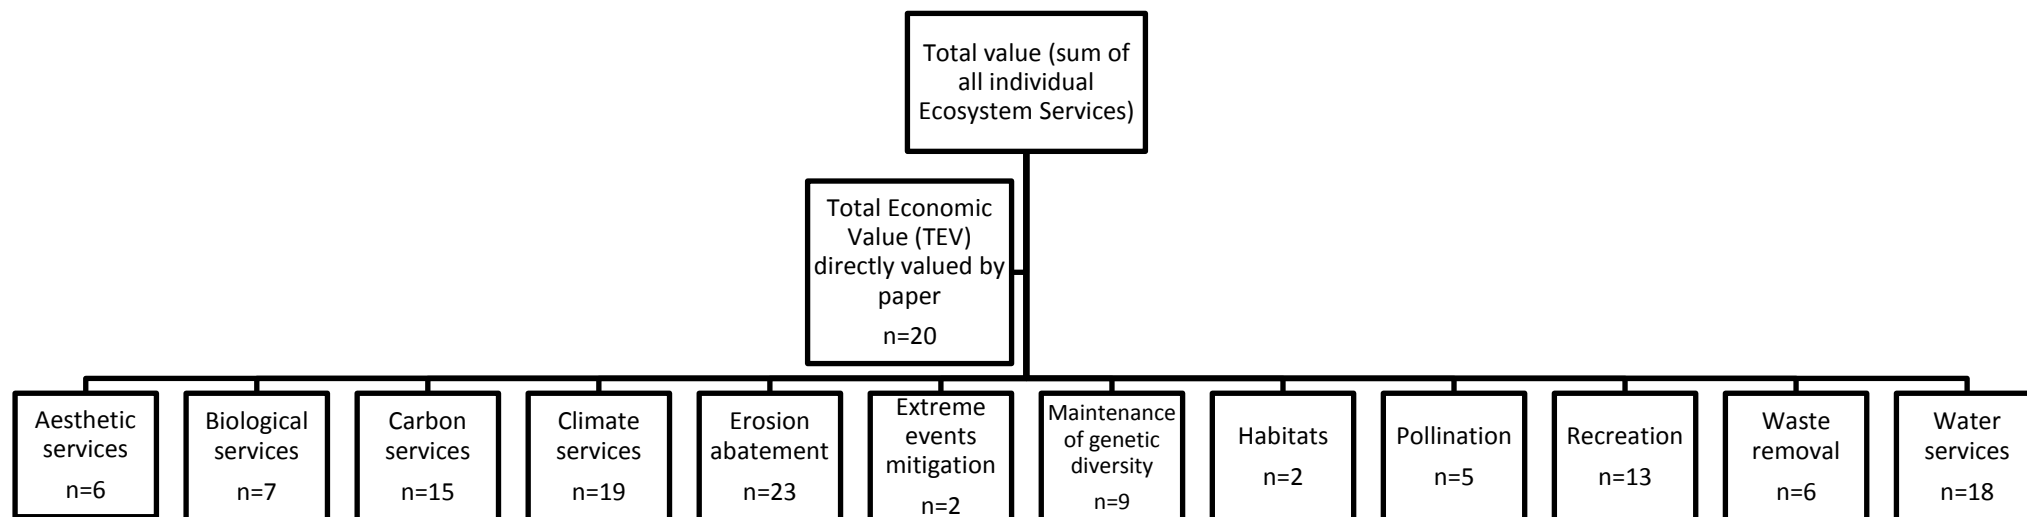 Total value (sum of
all individual
Ecosystem Services)
Total Economic
Value (TEV)
directly valued by
paper
n=20
Aesthetic
services
n=6
Biological
services
n=7
Carbon
services
n=15
Climate
services
n=19
Erosion
abatement
n=23
Extreme
events
mitigation
n=2
Maintenance
of genetic
diversity
n=9
Habitats
n=2
Pollination
n=5
Recreation
n=13
Waste
removal
n=6
Water
services
n=18